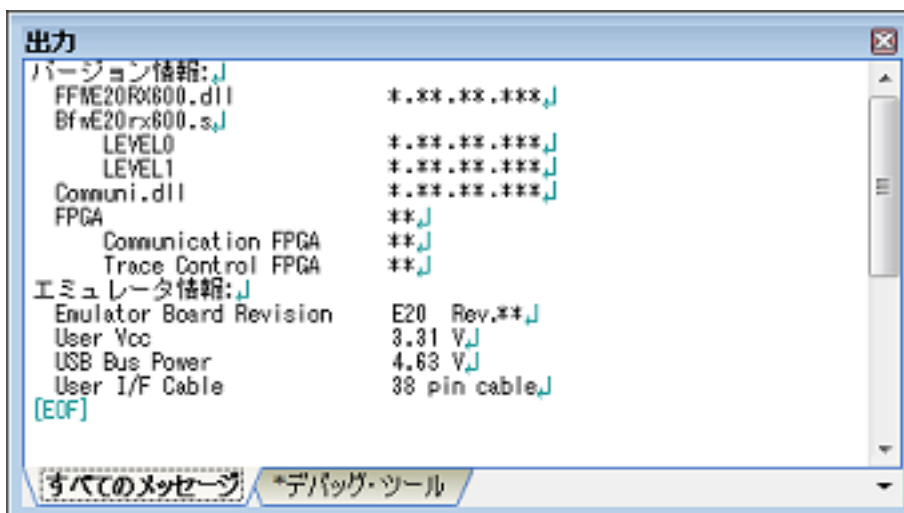 出力
バージョン情報:↲
FFWE20RX600.dll *.**.**.***↲
BfwE20rx600.s↲
LEVEL0 *.**.**.***↲
LEVEL1 *.**.**.***↲
Communi.dll *.**.**.***↲
FPGA **↲
Communication FPGA **↲
Trace Control FPGA **↲
エミュレータ情報:↲
Emulator Board Revision E20 Rev.**↲
User Vcc 3.31 V↲
USB Bus Power 4.63 V↲
User I/F Cable 38 pin cable↲
[EOF]
すべてのメッセージ *デバッグ・ツール